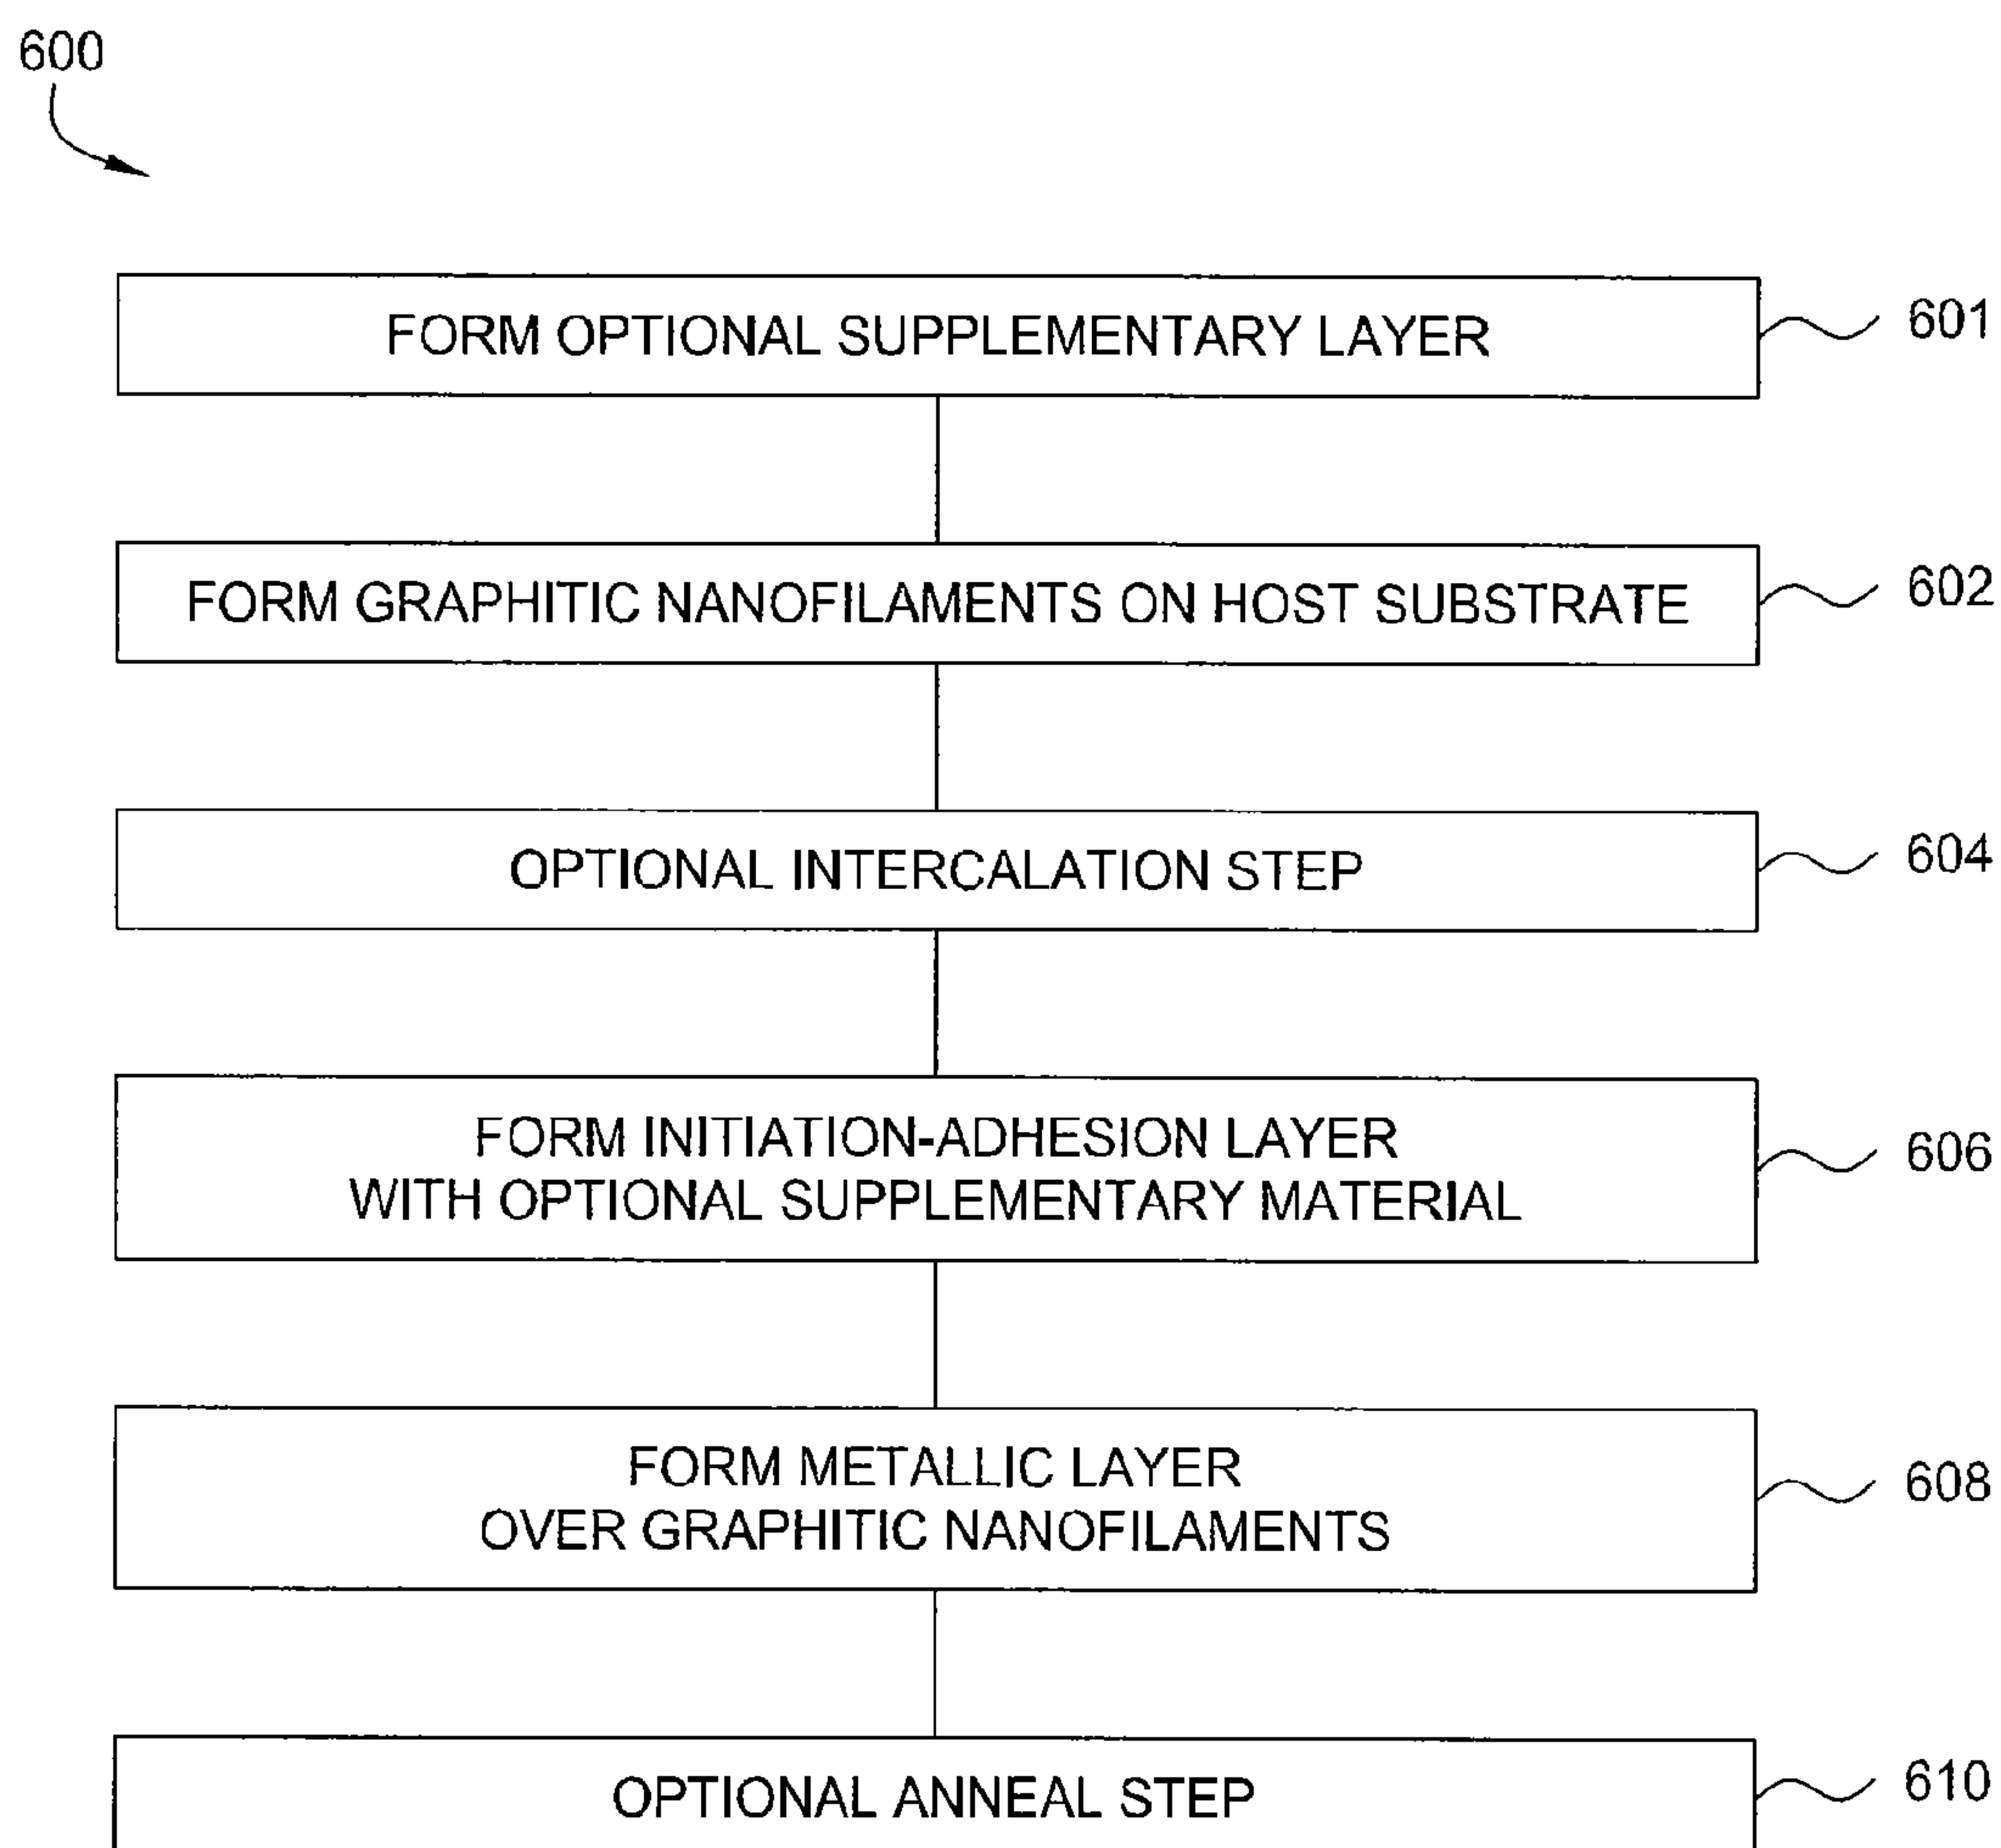 600
FORM OPTIONAL SUPPLEMENTARY LAYER
601
FORM GRAPHITIC NANOFILAMENTS ON HOST SUBSTRATE
602
OPTIONAL INTERCALATION STEP
604
FORM INITIATION-ADHESION LAYER
WITH OPTIONAL SUPPLEMENTARY MATERIAL
606
FORM METALLIC LAYER
OVER GRAPHITIC NANOFILAMENTS
608
OPTIONAL ANNEAL STEP
610